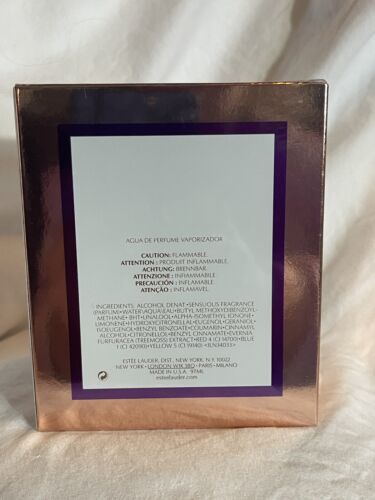 AGUA DE PERFUME VAPORIZADOR
CAUTION: FLAMMABLE.
ATTENTION : PRODUIT INFLAMMABLE.
ACHTUNG: BRENNBAR.
ATTENZIONE : INFIAMMABILE
PRECAUCIÓN : INFLAMABLE
ATENÇÃO : INFLAMAVEL
INGREDIENTS: ALCOHOL DENAT•SENSUOUS FRAGRANCE
(PARFUM)•WATER\AQUA\EAU•BUTYL METHOXYDIBENZOYL-
METHANE•BHT•LINALOOL•ALPHA-ISOMETHYL IONONE•
LIMONENE•HYDROXYCITRONELLAL•EUGENOL•GERANIOL•
ISOEUGENOL•BENZYL BENZOATE•COUMARIN•CINNAMYL
ALCOHOL•CITRONELLOL•BENZYL CINNAMATE•EVERNIA
FURFURACEA (TREEMOSS) EXTRACT•RED 4 (CI 14700)•BLUE
1 (CI 42090)•YELLOW 5 (CI 19140) <ILN34033>
ESTĒE LAUDER, DIST. NEW YORK, N.Y. 10022
NEW YORK • LONDON W1K 3BQ • PARIS • MILANO
MADE IN U.S.A. 97ML
esteelauder.com